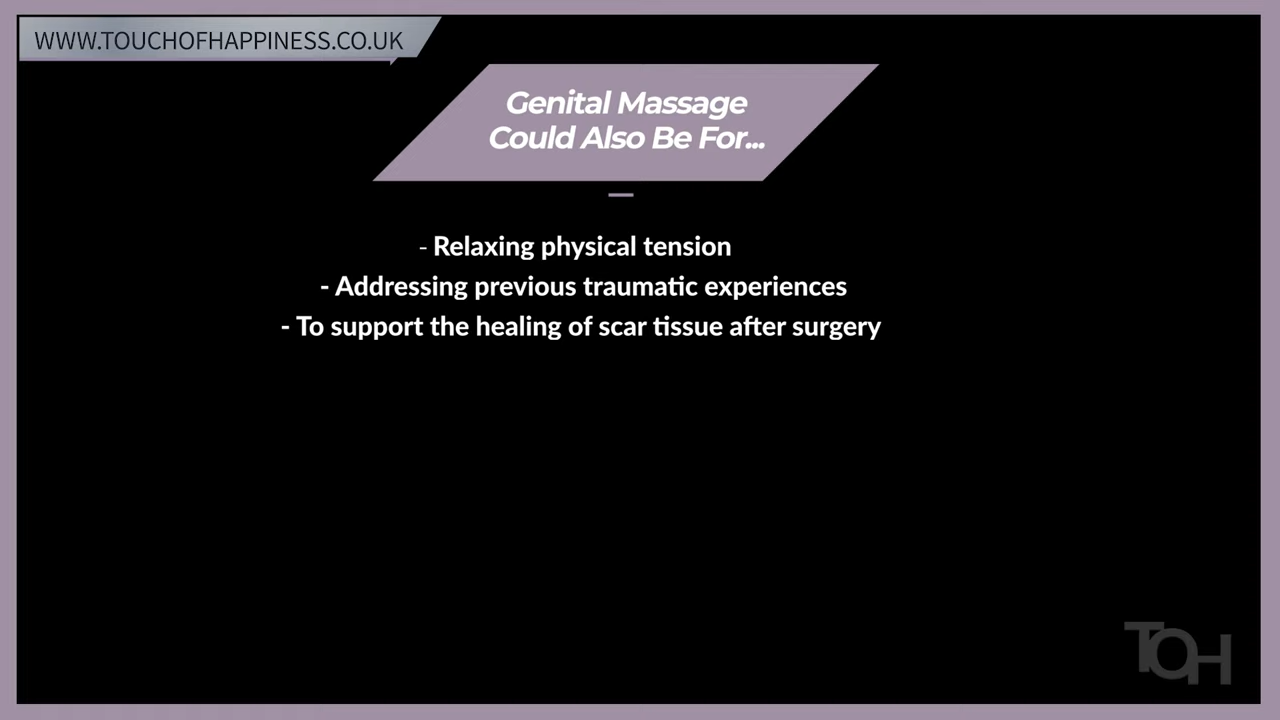 WWW.TOUCHOFHAPPINESS.CO.UK
Genital Massage
Could Also Be For...
- Relaxing physical tension
- Addressing previous traumatic experiences
- To support the healing of scar tissue after surgery
TOH